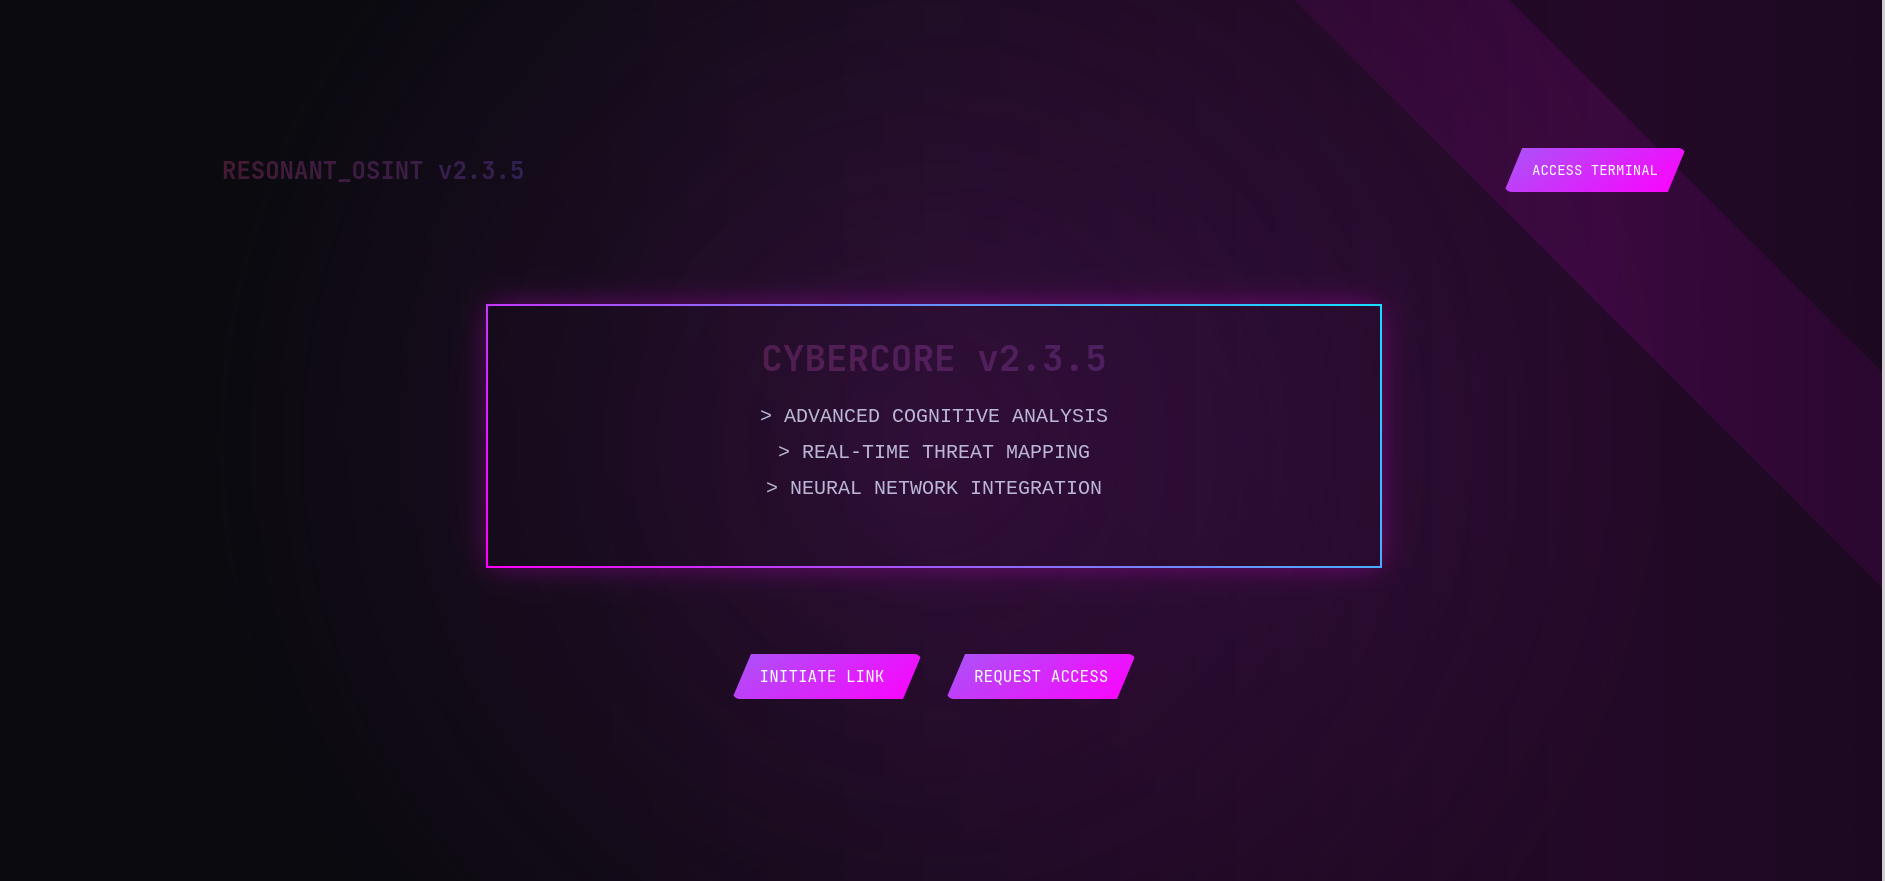 RESONANT_OSINT v2.3.5
ACCESS TERMINAL
CYBERCORE v2.3.5
> ADVANCED COGNITIVE ANALYSIS
> REAL-TIME THREAT MAPPING
> NEURAL NETWORK INTEGRATION
INITIATE LINK
REQUEST ACCESS